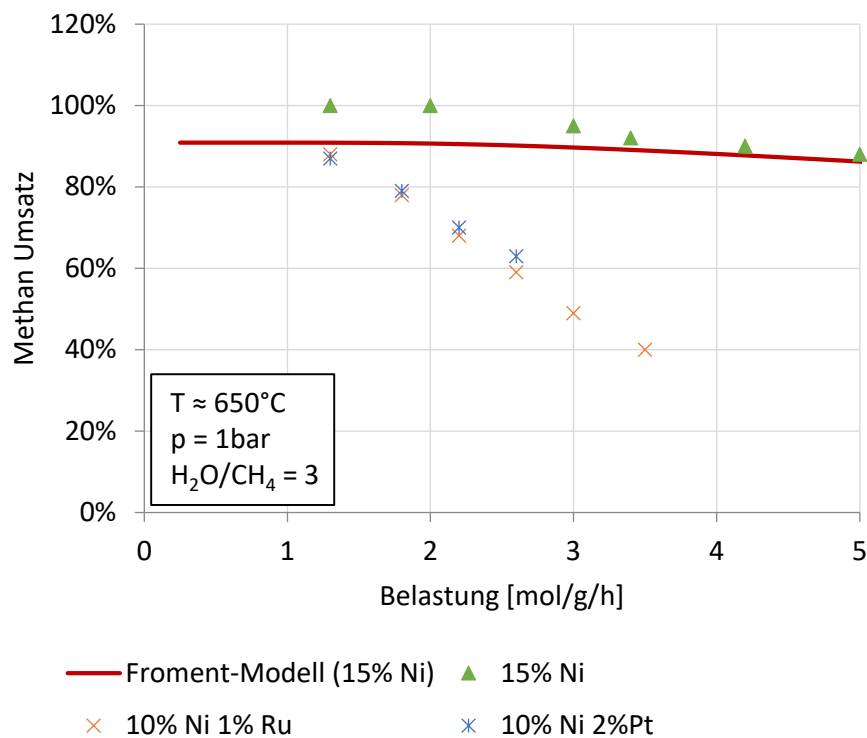 120%
100%
80%
60%
40%
20%
0%
Methan Umsatz
T ≈ 650°C
p = 1bar
H₂O/CH₄ = 3
0 1 2 3 4 5
Belastung [mol/g/h]
Froment-Modell (15% Ni) 15% Ni
10% Ni 1% Ru 10% Ni 2%Pt